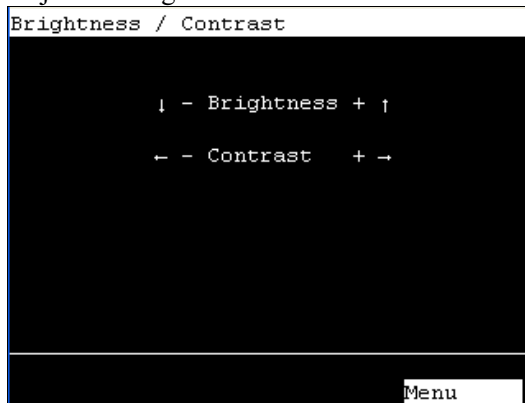 Brightness / Contrast
↓ - Brightness + ↑
← - Contrast + →
Menu